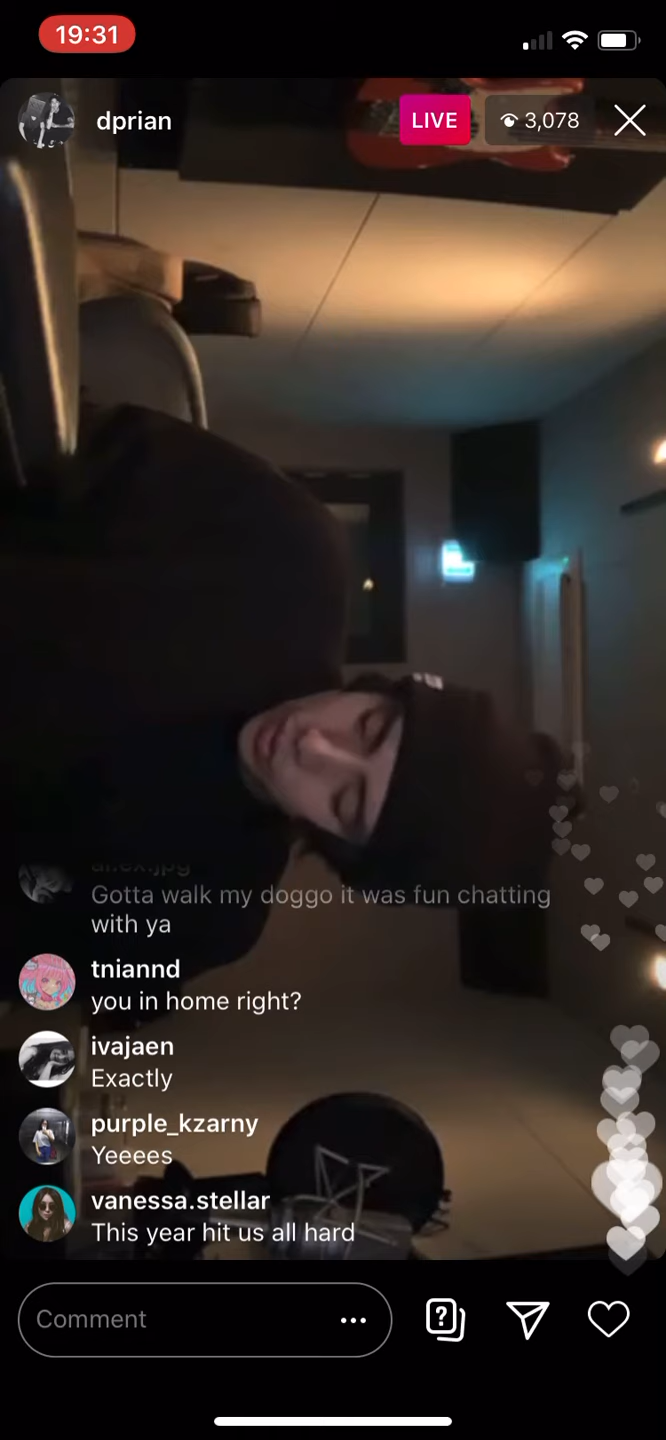 19:31
dprian
LIVE
3,078
Gotta walk my doggo it was fun chatting
with ya
tniannd
you in home right?
ivajaen
Exactly
purple_kzarny
Yeeees
vanessa.stellar
This year hit us all hard
Comment